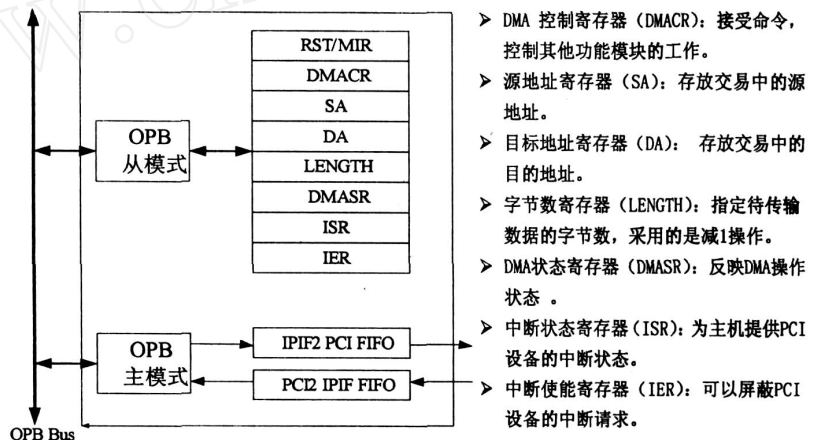 RST/MIR
DMACR
SA
DA
LENGTH
DMASR
ISR
IER
OPB
从模式
OPB
主模式
IPIF2 PCI FIFO
PCI2 IPIF FIFO
OPB Bus
➢ DMA 控制寄存器（DMACR）：接受命令，
控制其他功能模块的工作。
➢ 源地址寄存器（SA）：存放交易中的源
地址。
➢ 目标地址寄存器（DA）： 存放交易中的
目的地址。
➢ 字节数寄存器（LENGTH）：指定待传输
数据的字节数，采用的是减1操作。
➢ DMA状态寄存器（DMASR）：反映DMA操作
状态 。
➢ 中断状态寄存器（ISR）：为主机提供PCI
设备的中断状态。
➢ 中断使能寄存器（IER）：可以屏蔽PCI
设备的中断请求。